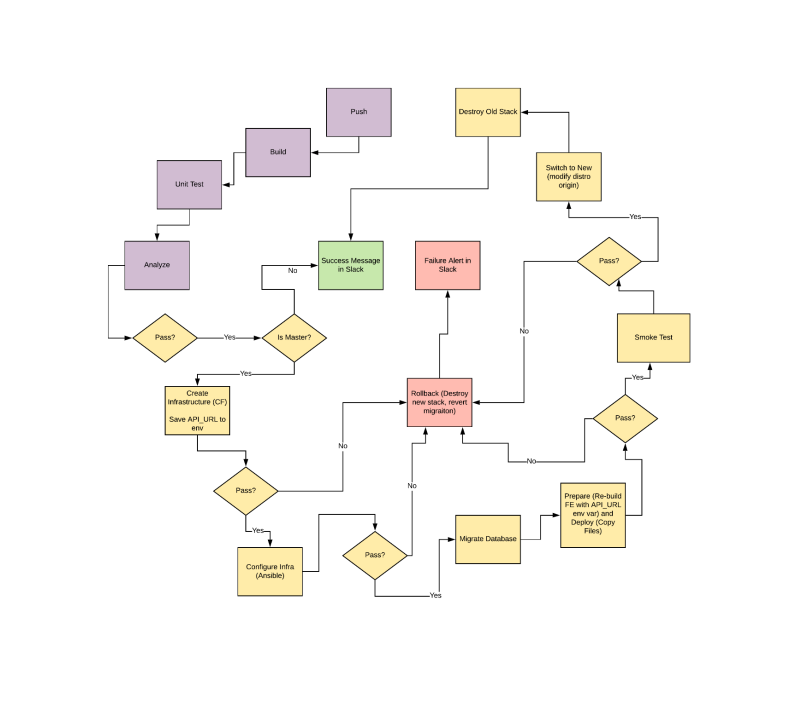 Push
Destroy Old Stack
Build
Switch to New
(modify distro
origin)
Unit Test
Yes
Analyze
No
Success Message
in Slack
Failure Alert in
Slack
Pass?
Pass?
Yes
Is Master?
No
Smoke Test
Yes
Create
Infrastructure (CF)
Save API_URL to
env
Rollback (Destroy
new stack, revert
migraiton)
Yes
Pass?
No
No
Pass?
No
Yes
Prepare (Re-build
FE with API_URL
env var) and
Deploy (Copy
Files)
Configure Infra
(Ansible)
Pass?
Migrate Database
Yes